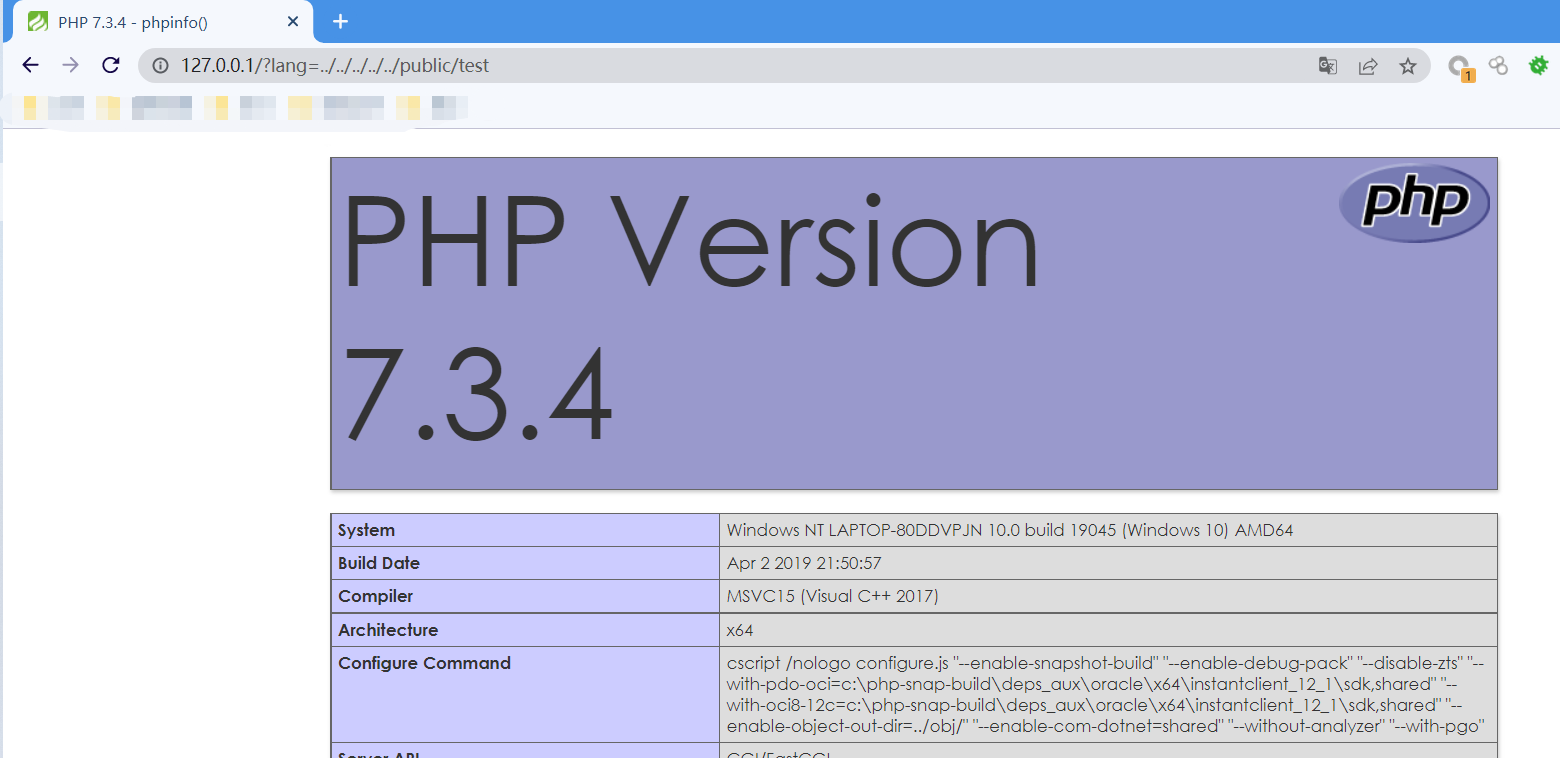 PHP 7.3.4 - phpinfo()
127.0.0.1/?lang=../../../../../public/test
1
PHP Version
7.3.4
php
System Windows NT LAPTOP-80DDVPJN 10.0 build 19045 (Windows 10) AMD64
Build Date Apr 2 2019 21:50:57
Compiler MSVC15 (Visual C++ 2017)
Architecture x64
Configure Command cscript /nologo configure.js "--enable-snapshot-build" "--enable-debug-pack" "--disable-zts" "--
with-pdo-oci=c:\php-snap-build\deps_aux\oracle\x64\instantclient_12_1\sdk,shared" "--
with-oci8-12c=c:\php-snap-build\deps_aux\oracle\x64\instantclient_12_1\sdk,shared" "--
enable-object-out-dir=../obj/" "--enable-com-dotnet=shared" "--without-analyzer" "--with-pgo"
Server API CGI/FastCGI